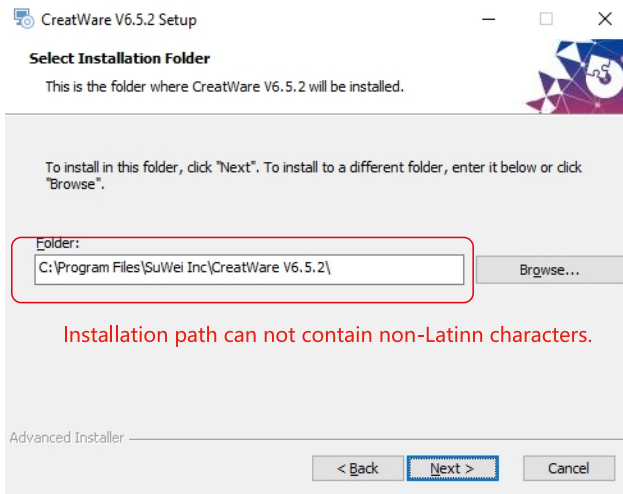 CreatWare V6.5.2 Setup
Select Installation Folder
This is the folder where CreatWare V6.5.2 will be installed.
To install in this folder, click "Next". To install to a different folder, enter it below or click
"Browse".
Folder:
C:\Program Files\SuWei Inc\CreatWare V6.5.2\
Browse...
Installation path can not contain non-Latinn characters.
Advanced Installer
< Back
Next >
Cancel